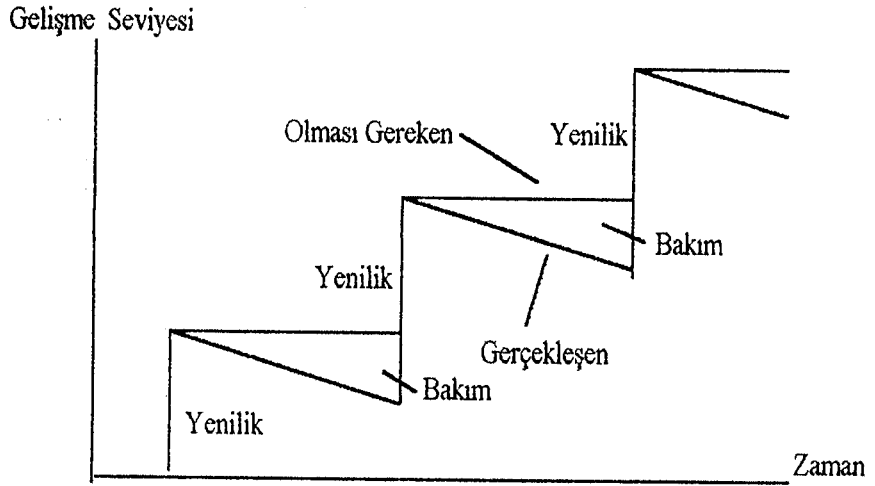 Gelişme Seviyesi
Olması Gereken
Yenilik
Bakım
Yenilik
Gerçekleşen
Bakım
Yenilik
Zaman